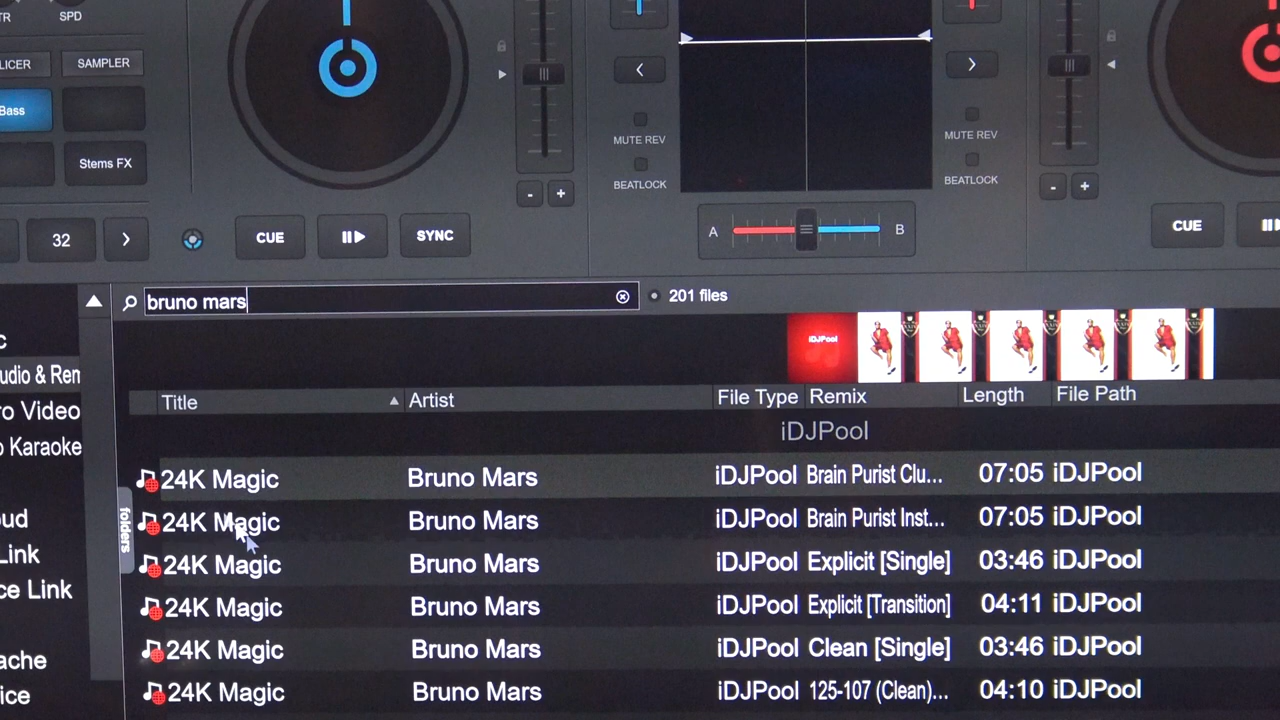 SPD
SAMPLER
Bass
Stems FX
MUTE REV
BEATLOCK
MUTE REV
BEATLOCK
- +
- +
32
CUE
SYNC
A
B
CUE
bruno mars
201 files
iDJPool
Title Artist File Type Remix Length File Path
iDJPool
24K Magic Bruno Mars iDJPool Brain Purist Clu... 07:05 iDJPool
24K Magic Bruno Mars iDJPool Brain Purist Inst... 07:05 iDJPool
24K Magic Bruno Mars iDJPool Explicit [Single] 03:46 iDJPool
24K Magic Bruno Mars iDJPool Explicit [Transition] 04:11 iDJPool
24K Magic Bruno Mars iDJPool Clean [Single] 03:46 iDJPool
24K Magic Bruno Mars iDJPool 125-107 (Clean)... 04:10 iDJPool
folders
udio & Rem
ro Video
o Karaoke
oud
Link
ce Link
ache
ice